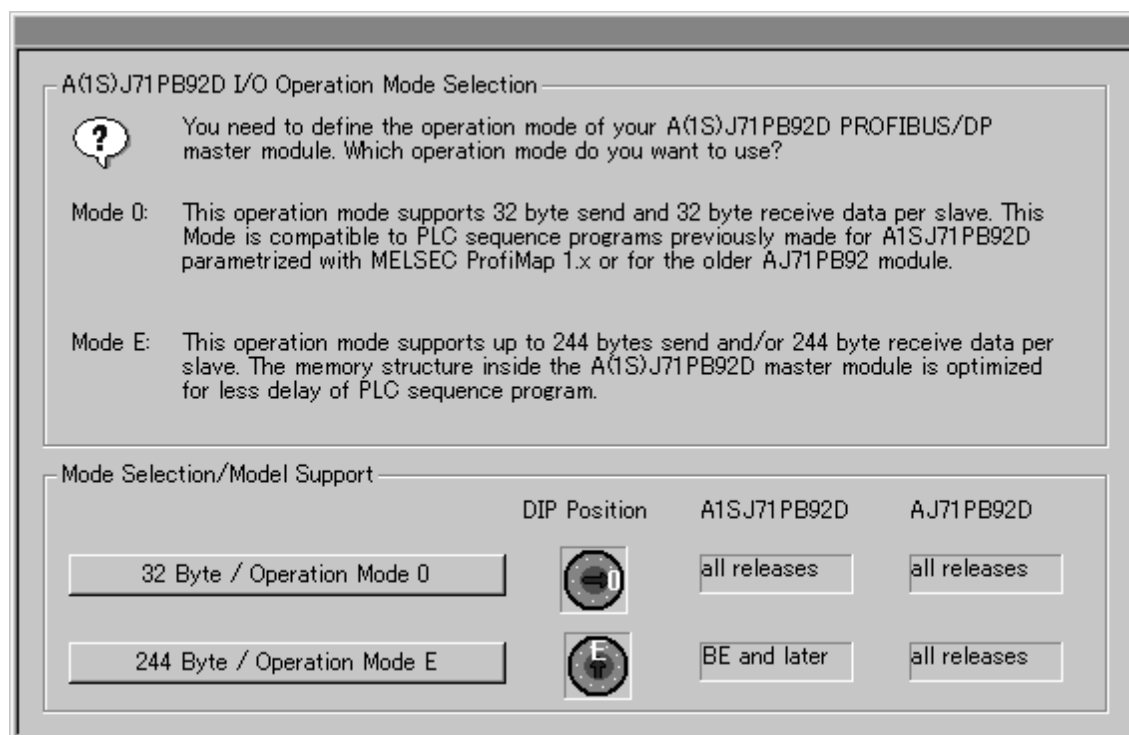 A(1S)J71PB92D I/O Operation Mode Selection
?
You need to define the operation mode of your A(1S)J71PB92D PROFIBUS/DP
master module. Which operation mode do you want to use?
Mode 0: This operation mode supports 32 byte send and 32 byte receive data per slave. This
Mode is compatible to PLC sequence programs previously made for A1SJ71PB92D
parametrized with MELSEC ProfiMap 1.x or for the older AJ71PB92 module.
Mode E: This operation mode supports up to 244 bytes send and/or 244 byte receive data per
slave. The memory structure inside the A(1S)J71PB92D master module is optimized
for less delay of PLC sequence program.
Mode Selection/Model Support
DIP Position A1SJ71PB92D AJ71PB92D
32 Byte / Operation Mode 0 0 all releases all releases
244 Byte / Operation Mode E E BE and later all releases